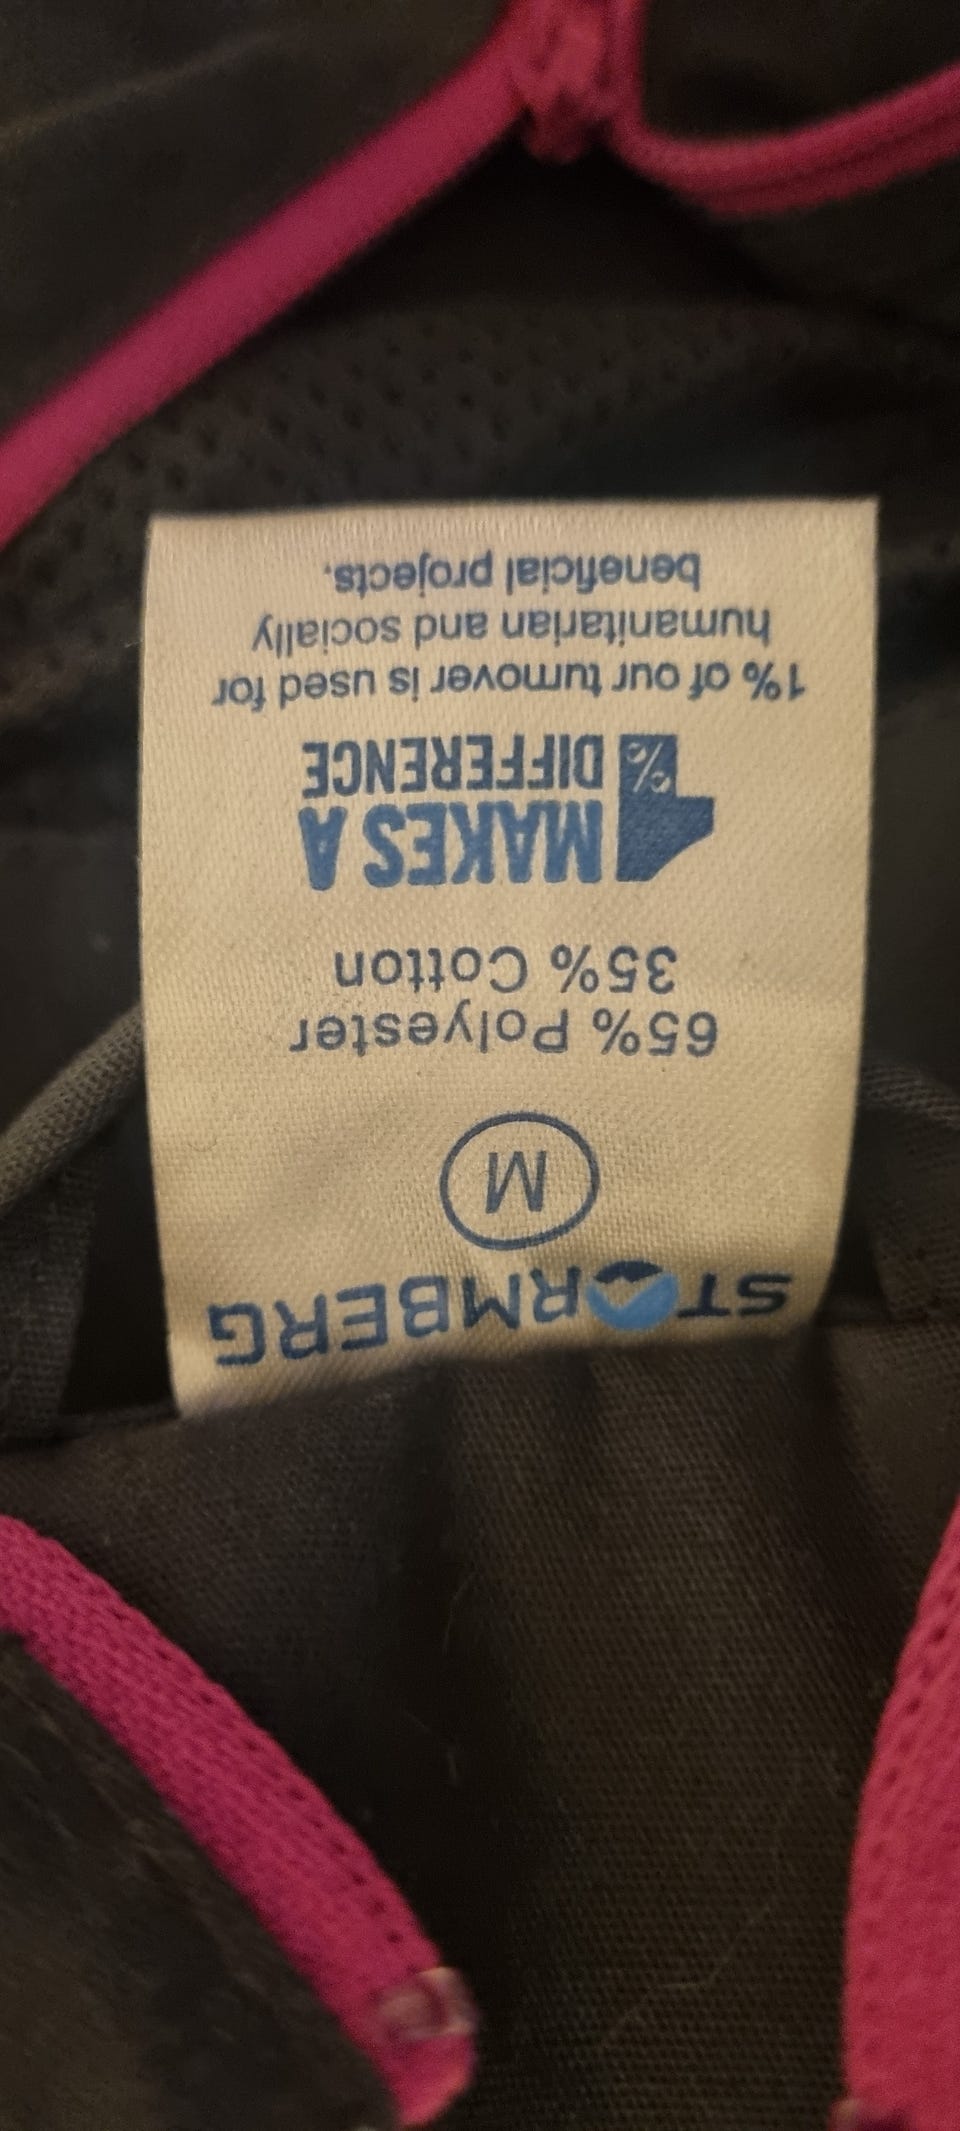 STORMBERG
M
65% Polyester
35% Cotton
1% MAKES A
DIFFERENCE
1% of our turnover is used for
humanitarian and socially
beneficial projects.